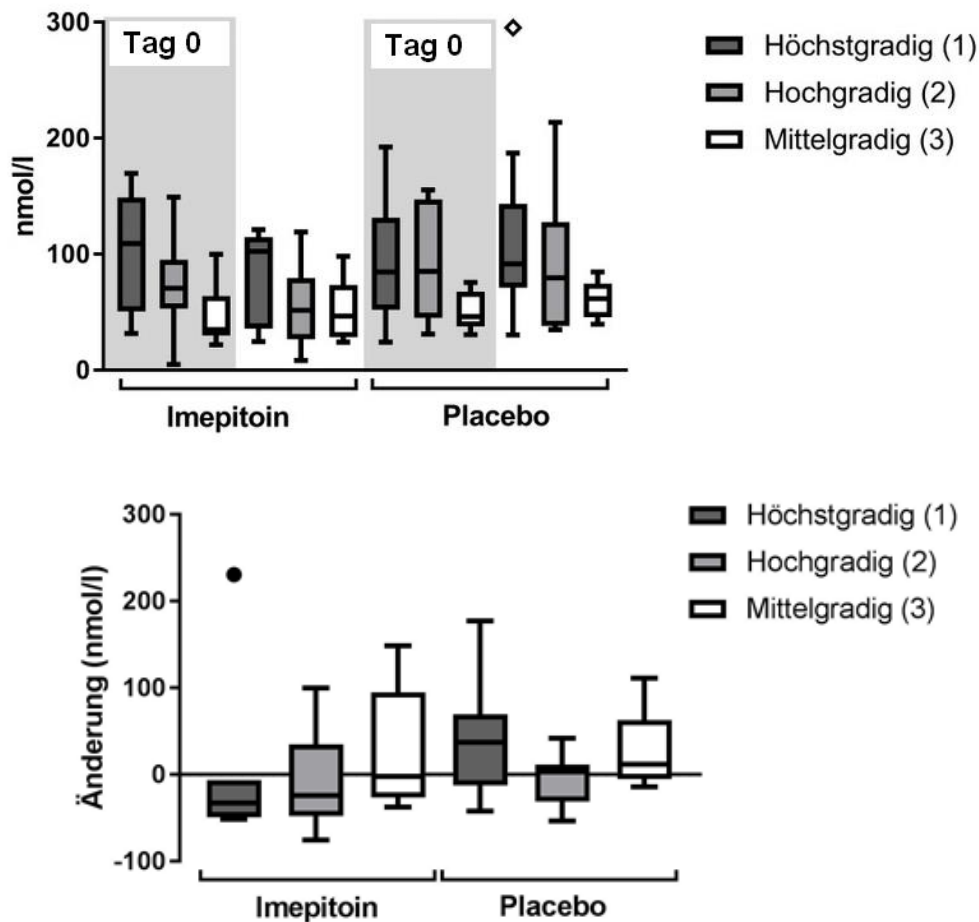 300
200
100
0
nmol/l
Tag 0
Tag 0
Höchstgradig (1)
Hochgradig (2)
Mittelgradig (3)
Imepitoin
Placebo
300
200
100
0
-100
Änderung (nmol/l)
Höchstgradig (1)
Hochgradig (2)
Mittelgradig (3)
Imepitoin
Placebo